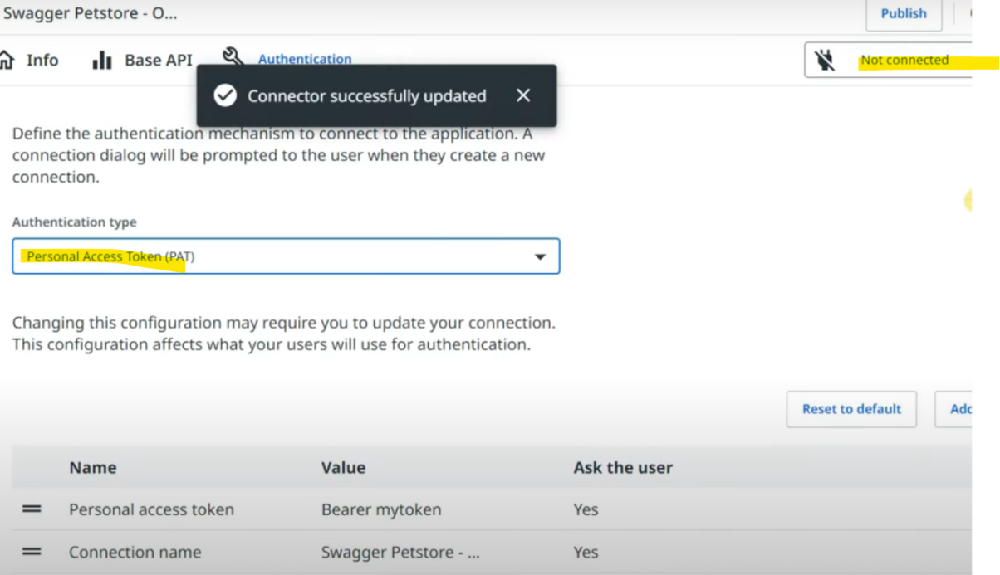 Swagger Petstore - O...
Publish
Info
Base API
Authentication
Not connected
Connector successfully updated
Define the authentication mechanism to connect to the application. A
connection dialog will be prompted to the user when they create a new
connection.
Authentication type
Personal Access Token (PAT)
Changing this configuration may require you to update your connection.
This configuration affects what your users will use for authentication.
Reset to default
Name Value Ask the user
Personal access token Bearer mytoken Yes
Connection name Swagger Petstore - ... Yes